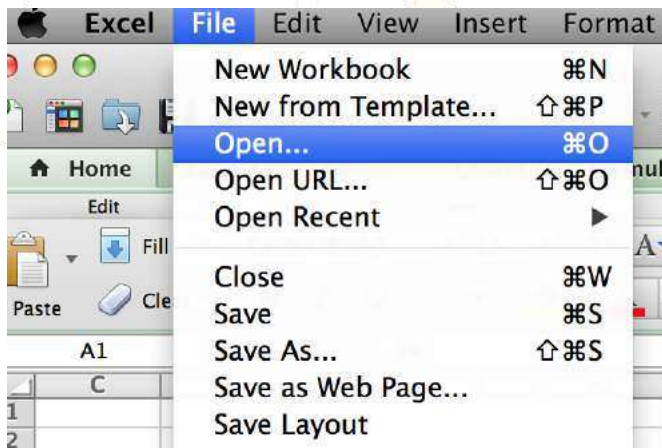 Excel File Edit View Insert Format
New Workbook ⌘N
New from Template... ⇧⌘P
Open... ⌘O
Home
Open URL... ⇧⌘O
Edit
Open Recent ▶
Fill
A
Close ⌘W
Paste
Save ⌘S
A1
Save As... ⇧⌘S
C
Save as Web Page...
1
Save Layout
2